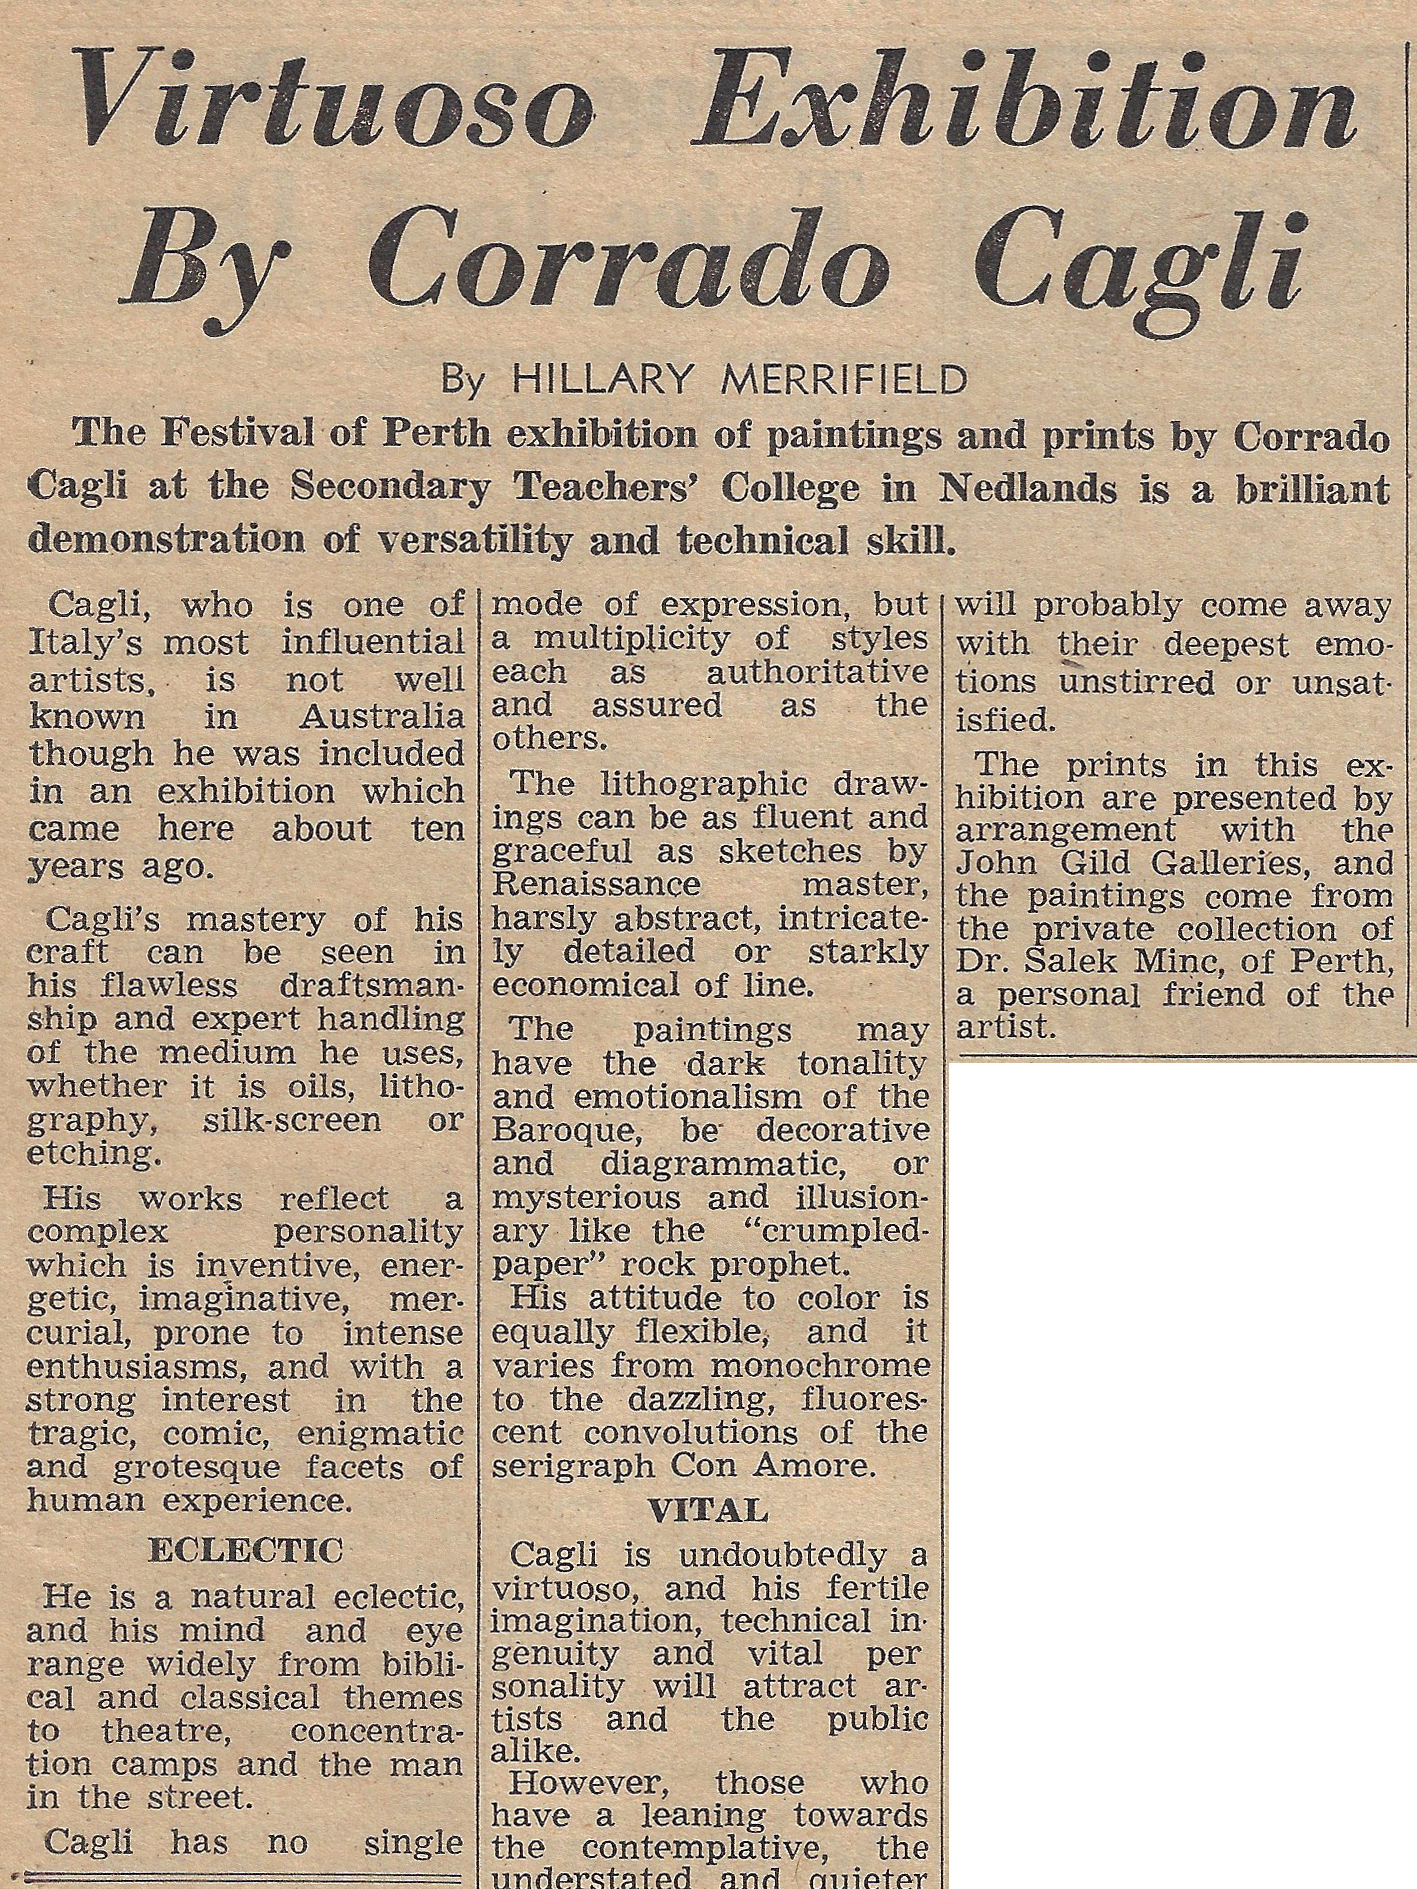 Virtuoso Exhibition
By Corrado Cagli
By HILLARY MERRIFIELD
The Festival of Perth exhibition of paintings and prints by Corrado
Cagli at the Secondary Teachers' College in Nedlands is a brilliant
demonstration of versatility and technical skill.
Cagli, who is one of
Italy's most influential
artists, is not well
known in Australia
though he was included
in an exhibition which
came here about ten
years ago.
Cagli's mastery of his
craft can be seen in
his flawless draftsman-
ship and expert handling
of the medium he uses,
whether it is oils, litho-
graphy, silk-screen or
etching.
His works reflect a
complex personality
which is inventive, ener-
getic, imaginative, mer-
curial, prone to intense
enthusiasms, and with a
strong interest in the
tragic, comic, enigmatic
and grotesque facets of
human experience.
ECLECTIC
He is a natural eclectic,
and his mind and eye
range widely from bibli-
cal and classical themes
to theatre, concentra-
tion camps and the man
in the street.
Cagli has no single
mode of expression, but
a multiplicity of styles
each as authoritative
and assured as the
others.
The lithographic draw-
ings can be as fluent and
graceful as sketches by
Renaissance master,
harsly abstract, intricate-
ly detailed or starkly
economical of line.
The paintings may
have the dark tonality
and emotionalism of the
Baroque, be decorative
and diagrammatic, or
mysterious and illusion-
ary like the "crumpled-
paper" rock prophet.
His attitude to color is
equally flexible, and it
varies from monochrome
to the dazzling, fluores-
cent convolutions of the
serigraph Con Amore.
VITAL
Cagli is undoubtedly a
virtuoso, and his fertile
imagination, technical in-
genuity and vital per
sonality will attract ar-
tists and the public
alike.
However, those who
have a leaning towards
the contemplative, the
understated and quieter
will probably come away
with their deepest emo-
tions unstirred or unsat-
isfied.
The prints in this ex-
hibition are presented by
arrangement with the
John Gild Galleries, and
the paintings come from
the private collection of
Dr. Salek Minc, of Perth,
a personal friend of the
artist.